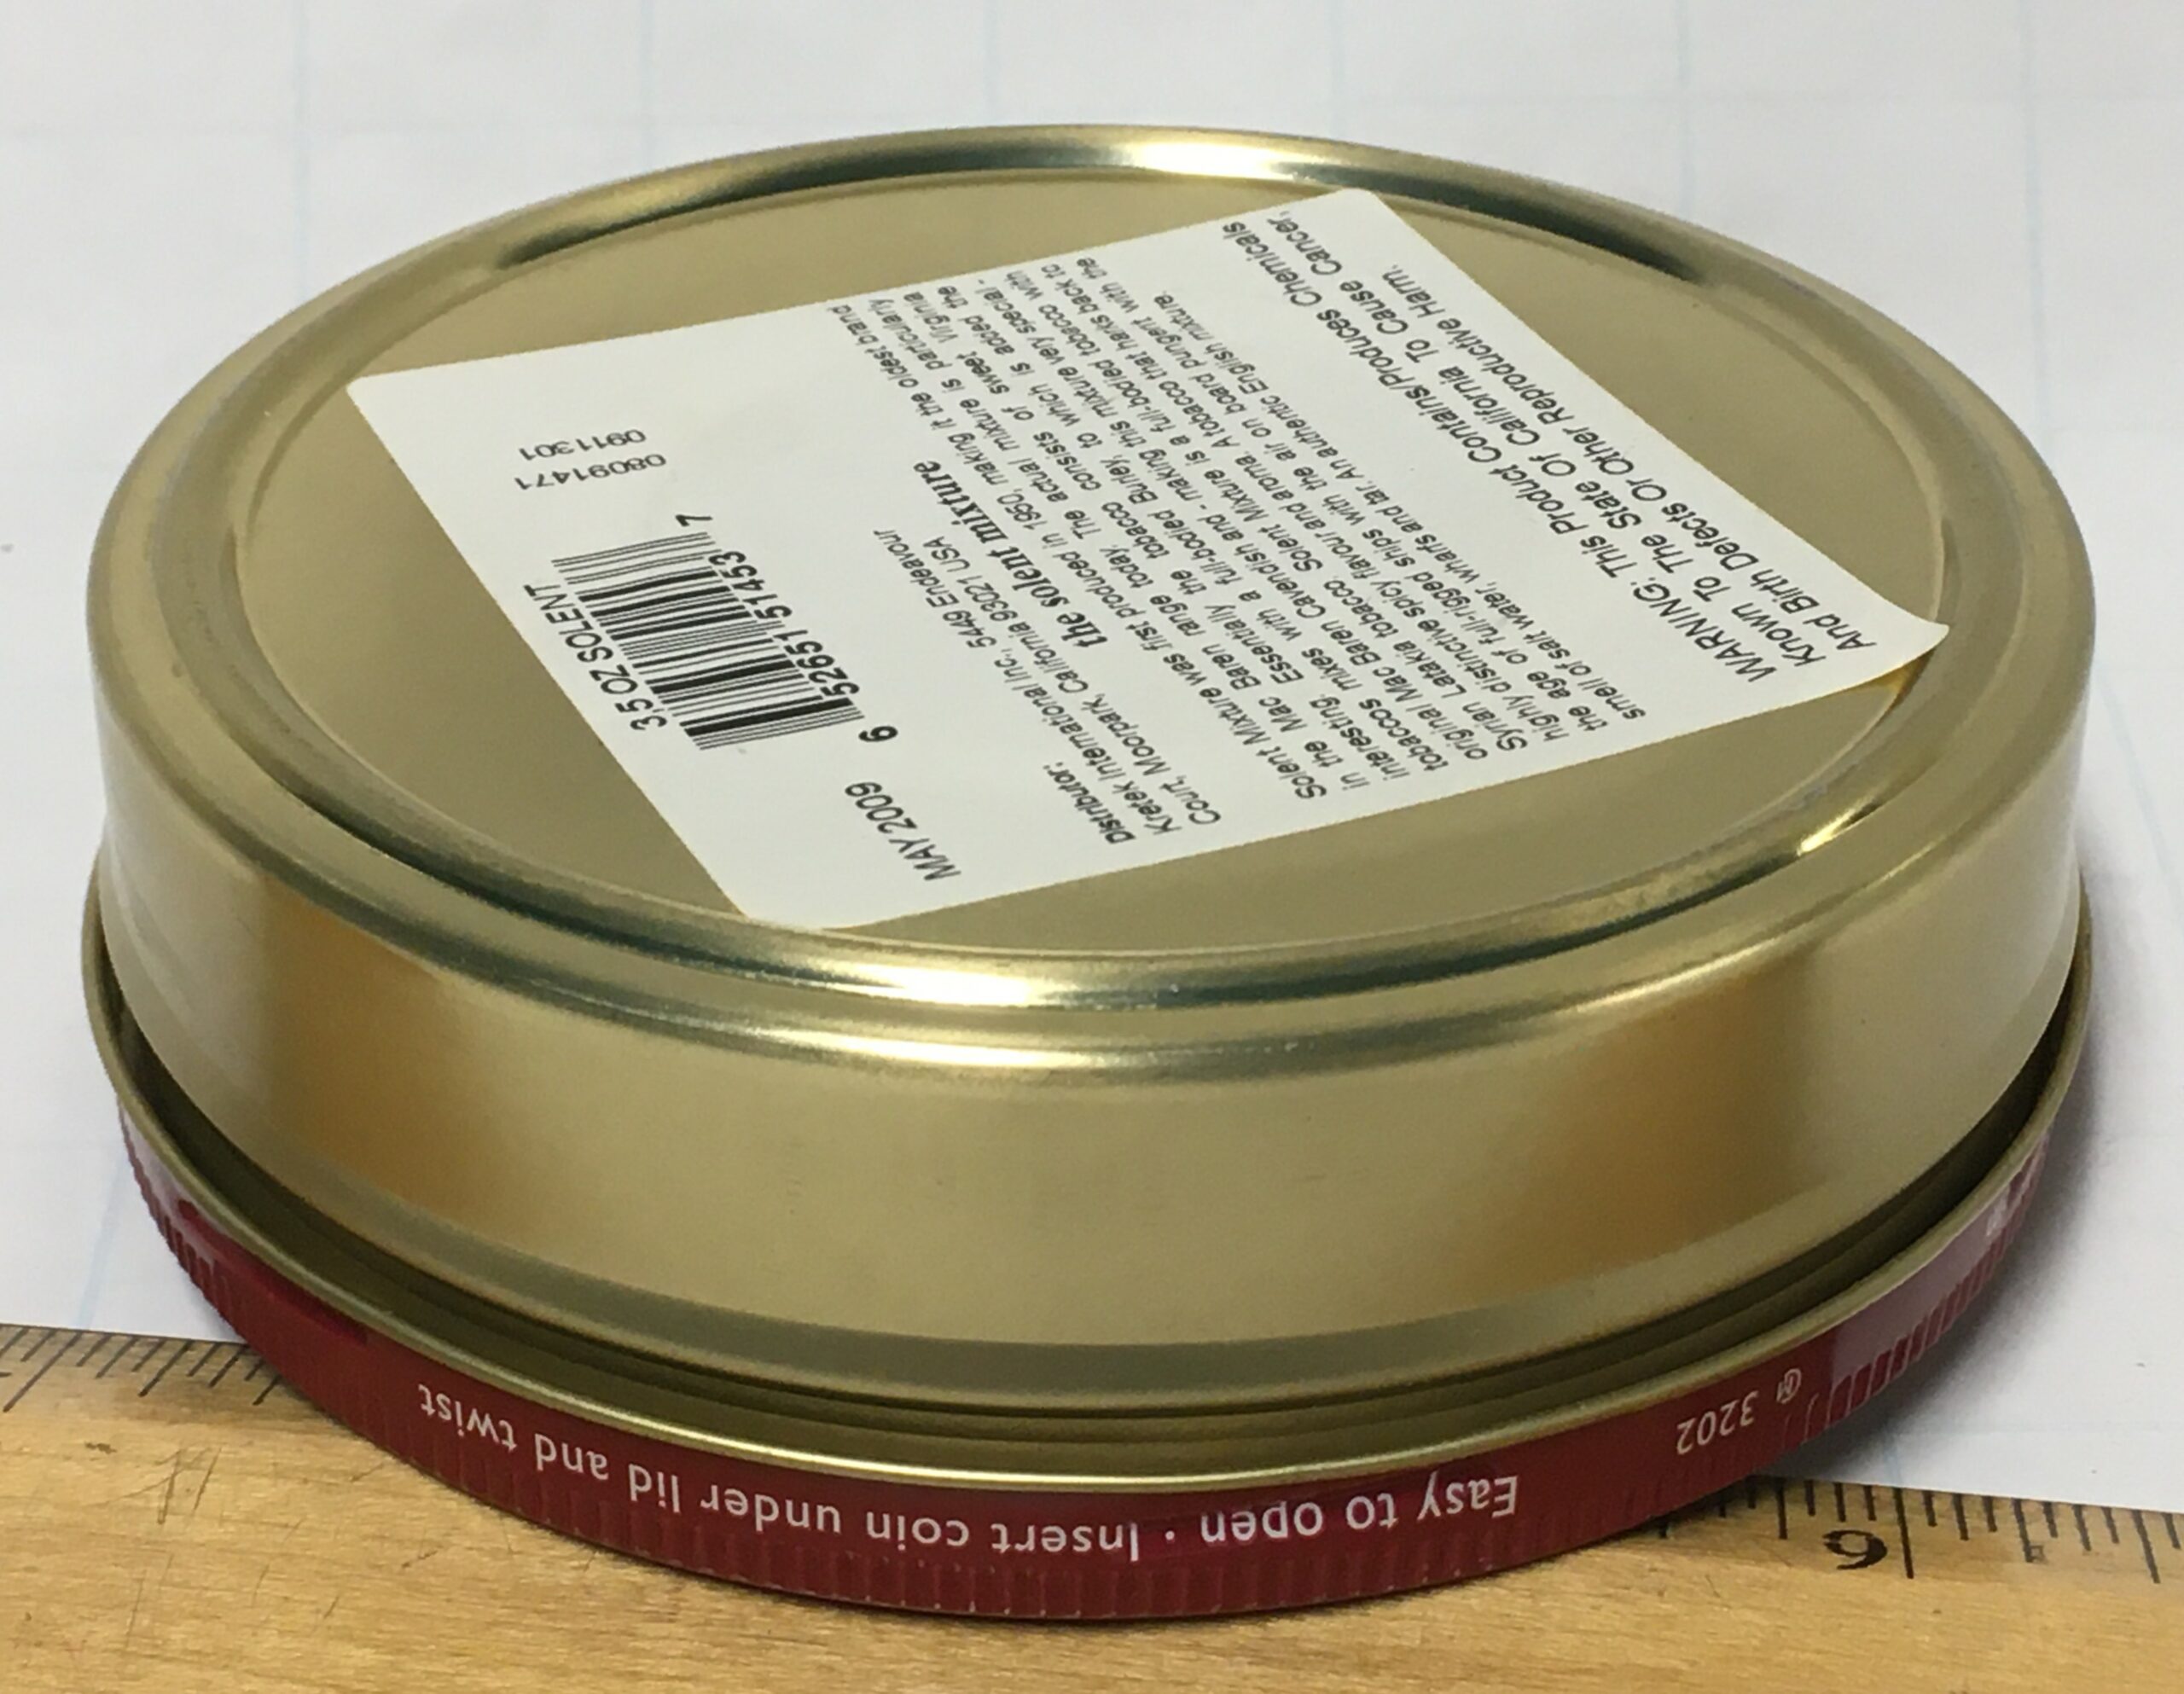 3,5 OZ SOLENT
6 52651 51453 7
08091471
0911301
MAY 2009
Distributor:
Kretek International Inc., 5449 Endeavour
Court, Moorpark, California 93021 USA
the solent mixture
Solent Mixture was first produced in 1950, making it the oldest brand
in the Mac Baren range today. The actual mixture is particularly
interesting. Essentially the tobacco consists of sweet Virginia
tobaccos mixes with a full-bodied Burley, to which is added the
original Mac Baren Cavendish and - making this mixture very special -
Syrian Latakia tobacco. Solent Mixture is a full-bodied tobacco with
highly distinctive spicy flavour and aroma. A tobacco that harks back to
the age of full-rigged ships with the air on board pungent with the
smell of salt water, wharfs and tar. An authentic English mixture.
WARNING: This Product Contains/Produces Chemicals
Known To The State Of California To Cause Cancer,
And Birth Defects Or Other Reproductive Harm.
3202
Easy to open · Insert coin under lid and twist
6